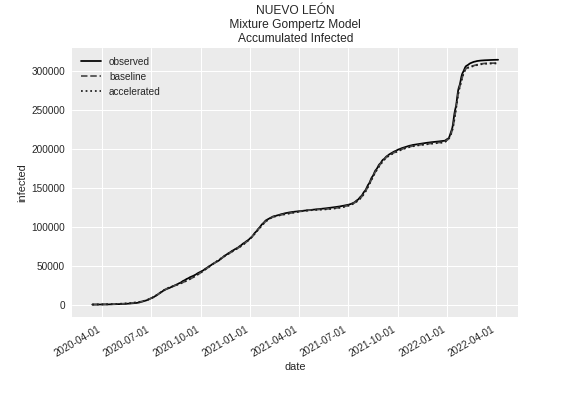 NUEVO LEÓN
Mixture Gompertz Model
Accumulated Infected
observed
baseline
accelerated
infected
300000
250000
200000
150000
100000
50000
0
2020-04-01
2020-07-01
2020-10-01
2021-01-01
2021-04-01
2021-07-01
2021-10-01
2022-01-01
2022-04-01
date